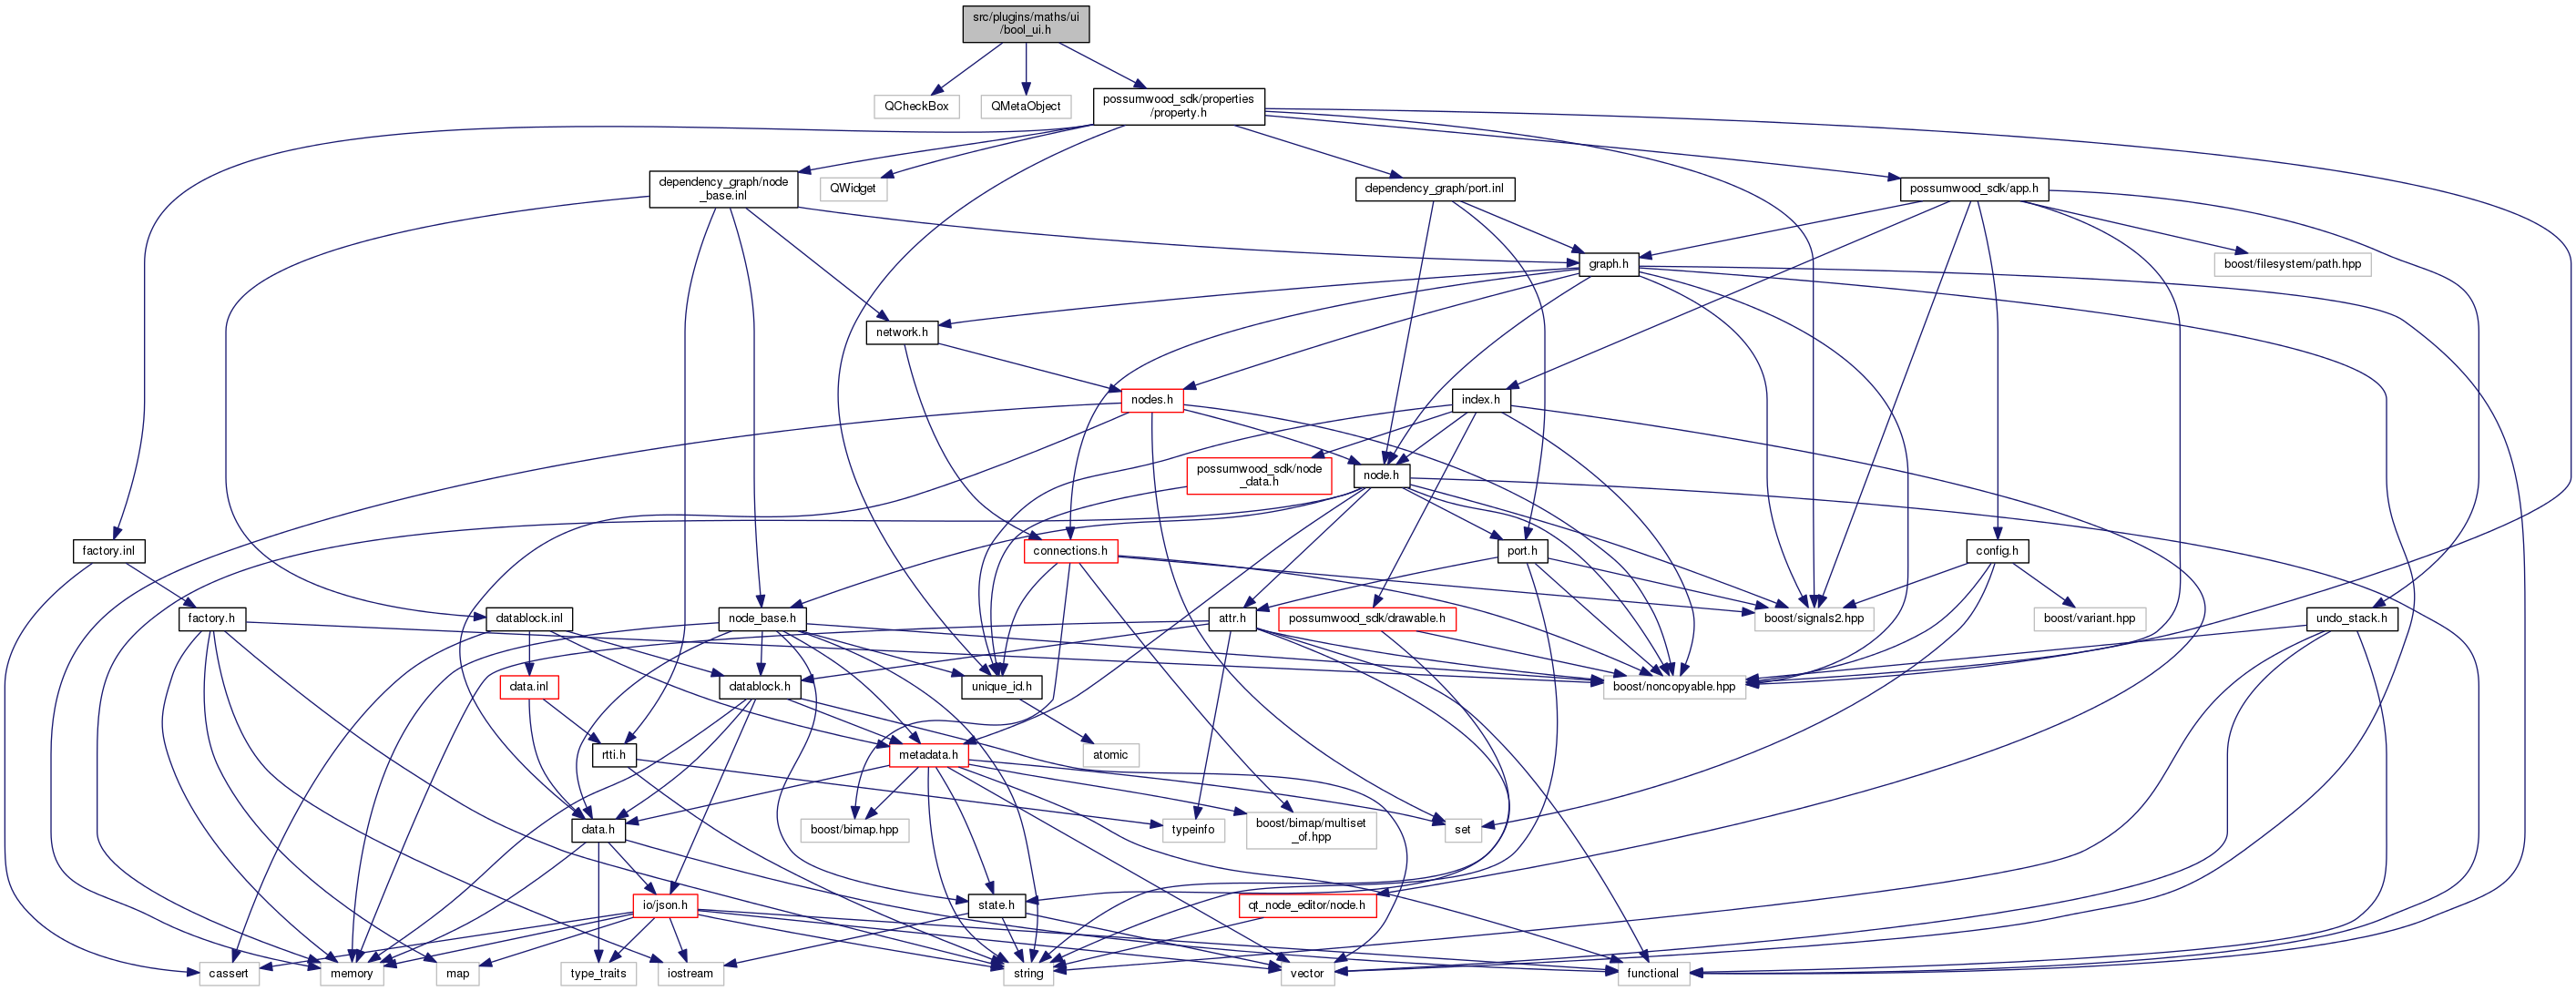 src/plugins/maths/ui
/bool_ui.h
QCheckBox
QMetaObject
possumwood_sdk/properties
/property.h
dependency_graph/node
_base.inl
QWidget
dependency_graph/port.inl
possumwood_sdk/app.h
graph.h
boost/filesystem/path.hpp
network.h
nodes.h
index.h
possumwood_sdk/node
_data.h
node.h
factory.inl
connections.h
port.h
config.h
factory.h
datablock.inl
node_base.h
attr.h
possumwood_sdk/drawable.h
boost/signals2.hpp
boost/variant.hpp
undo_stack.h
data.inl
datablock.h
unique_id.h
boost/noncopyable.hpp
rtti.h
metadata.h
atomic
data.h
boost/bimap.hpp
typeinfo
boost/bimap/multiset
_of.hpp
set
io/json.h
state.h
qt_node_editor/node.h
cassert
memory
map
type_traits
iostream
string
vector
functional